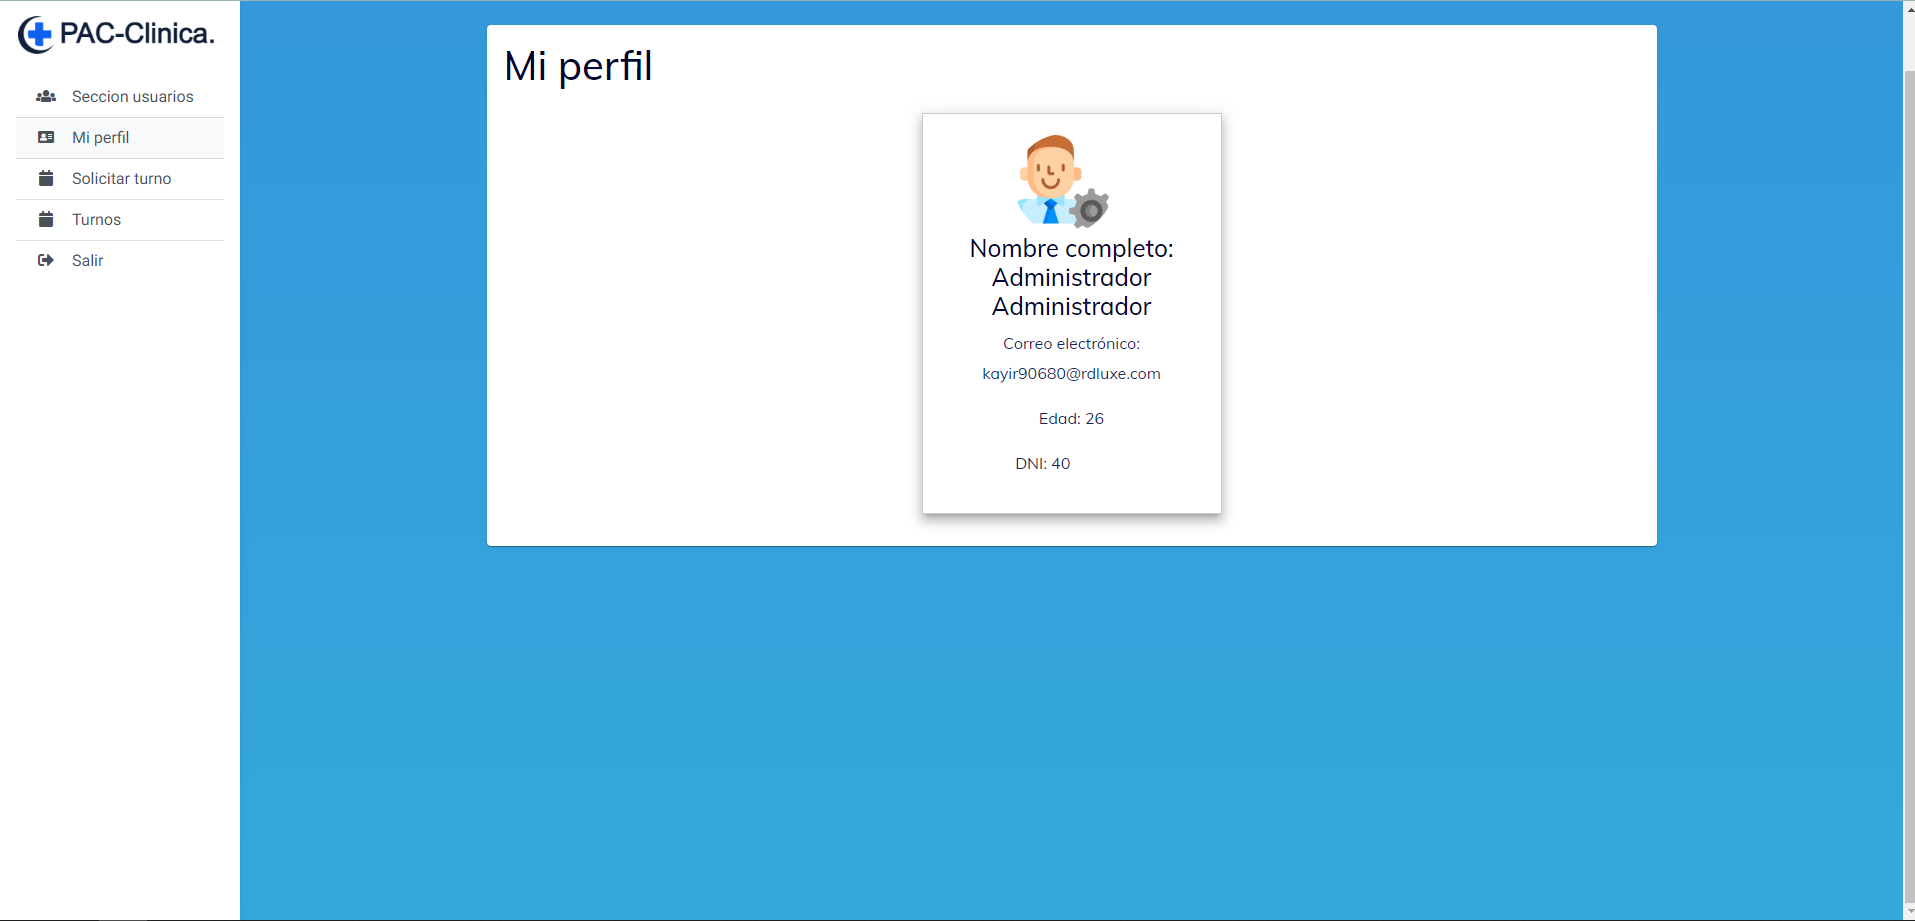 PAC-Clinica.
Seccion usuarios
Mi perfil
Solicitar turno
Turnos
Salir
Mi perfil
Nombre completo:
Administrador
Administrador
Correo electrónico:
kayir90680@rdluxe.com
Edad: 26
DNI: 40